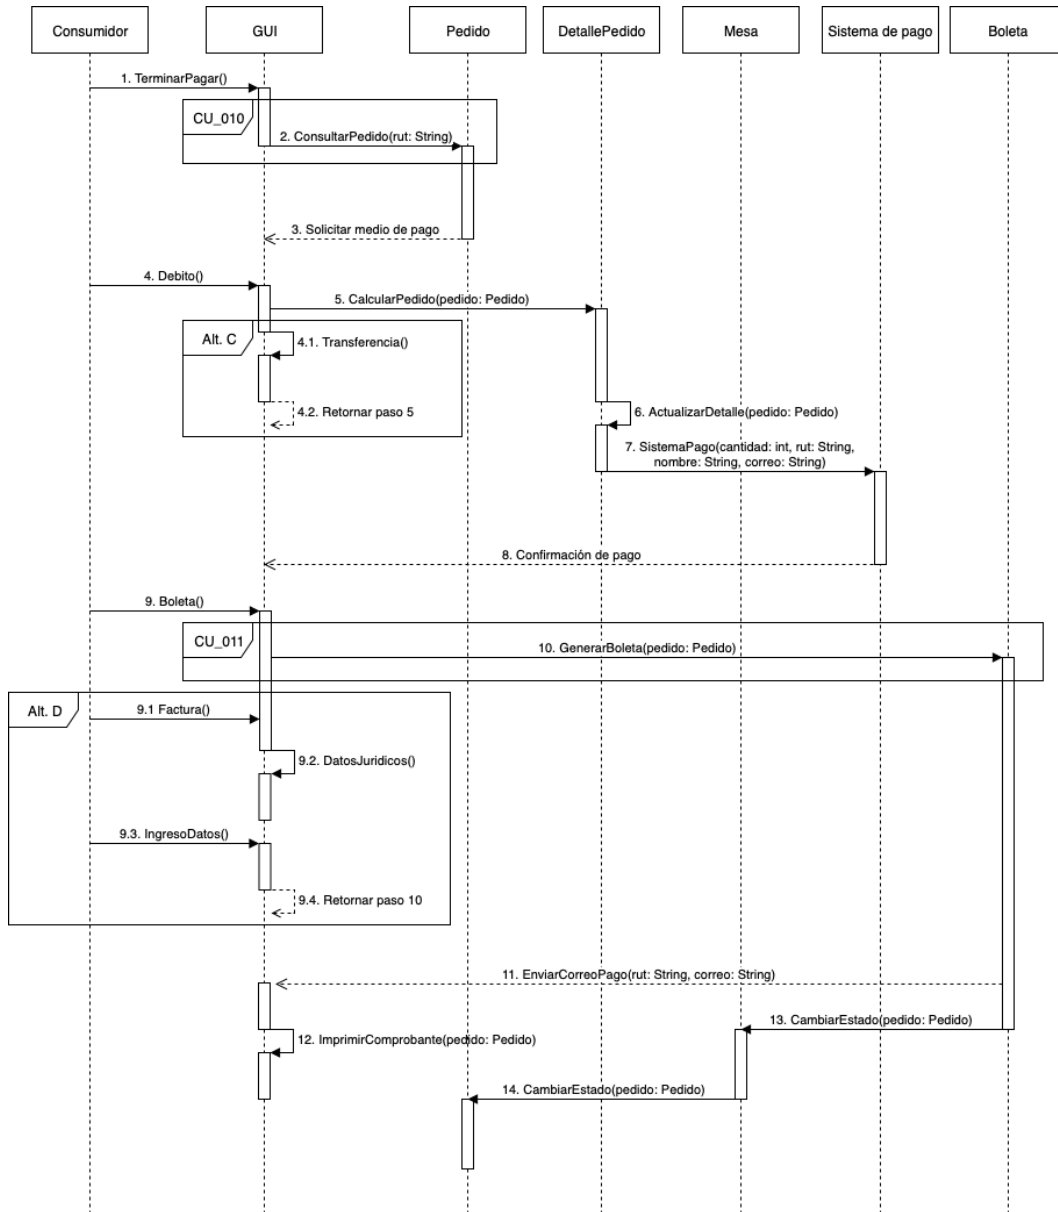 Consumidor
GUI
Pedido
DetallePedido
Mesa
Sistema de pago
Boleta
1. TerminarPagar()
CU_010
2. ConsultarPedido(rut: String)
3. Solicitar medio de pago
4. Debito()
5. CalcularPedido(pedido: Pedido)
Alt. C
4.1. Transferencia()
4.2. Retornar paso 5
6. ActualizarDetalle(pedido: Pedido)
7. SistemaPago(cantidad: int, rut: String,
nombre: String, correo: String)
8. Confirmación de pago
9. Boleta()
CU_011
10. GenerarBoleta(pedido: Pedido)
Alt. D
9.1 Factura()
9.2. DatosJuridicos()
9.3. IngresoDatos()
9.4. Retornar paso 10
11. EnviarCorreoPago(rut: String, correo: String)
13. CambiarEstado(pedido: Pedido)
12. ImprimirComprobante(pedido: Pedido)
14. CambiarEstado(pedido: Pedido)